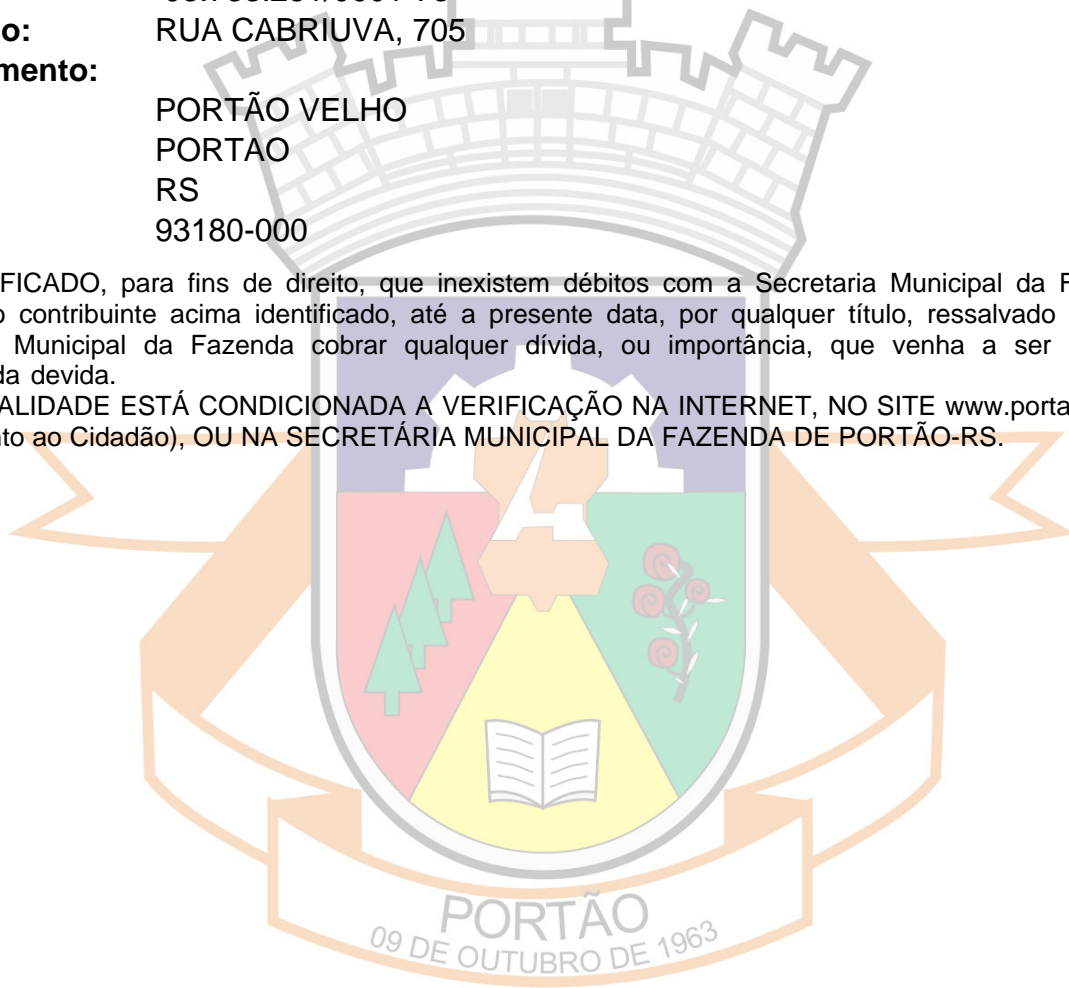 o: RUA CABRIUVA, 705
mento:
PORTÃO VELHO
PORTAO
RS
93180-000
FICADO, para fins de direito, que inexistem débitos com a Secretaria Municipal da F
o contribuinte acima identificado, até a presente data, por qualquer título, ressalvado
Municipal da Fazenda cobrar qualquer dívida, ou importância, que venha a ser
da devida.
ALIDADE ESTÁ CONDICIONADA A VERIFICAÇÃO NA INTERNET, NO SITE www.porta
nto ao Cidadão), OU NA SECRETÁRIA MUNICIPAL DA FAZENDA DE PORTÃO-RS.
PORTÃO
09 DE OUTUBRO DE 1963